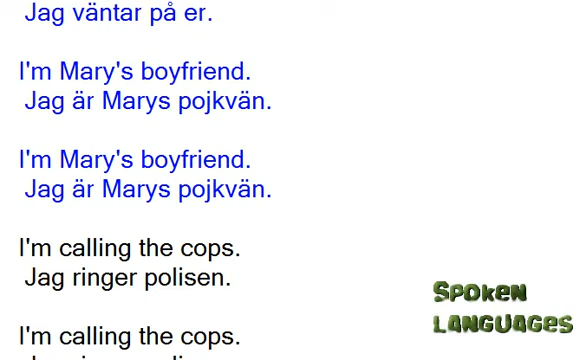 Jag väntar på er.
I'm Mary's boyfriend.
Jag är Marys pojkvän.
I'm Mary's boyfriend.
Jag är Marys pojkvän.
I'm calling the cops.
Jag ringer polisen.
I'm calling the cops.
Spoken
Languages